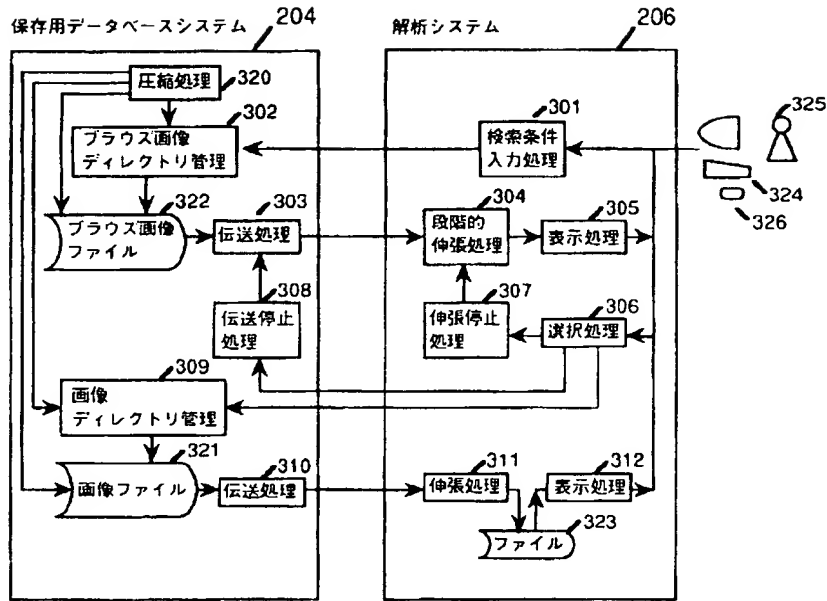 保存用データベースシステム 204
解析システム 206
圧縮処理
320
302
ブラウズ画像
ディレクトリ管理
301
検索条件
入力処理
325
324
326
322
ブラウズ画像
ファイル
303
伝送処理
304
段階的
伸張処理
305
表示処理
308
伝送停止
処理
307
伸張停止
処理
306
選択処理
309
画像
ディレクトリ管理
321
画像ファイル
310
伝送処理
311
伸張処理
312
表示処理
323
ファイル